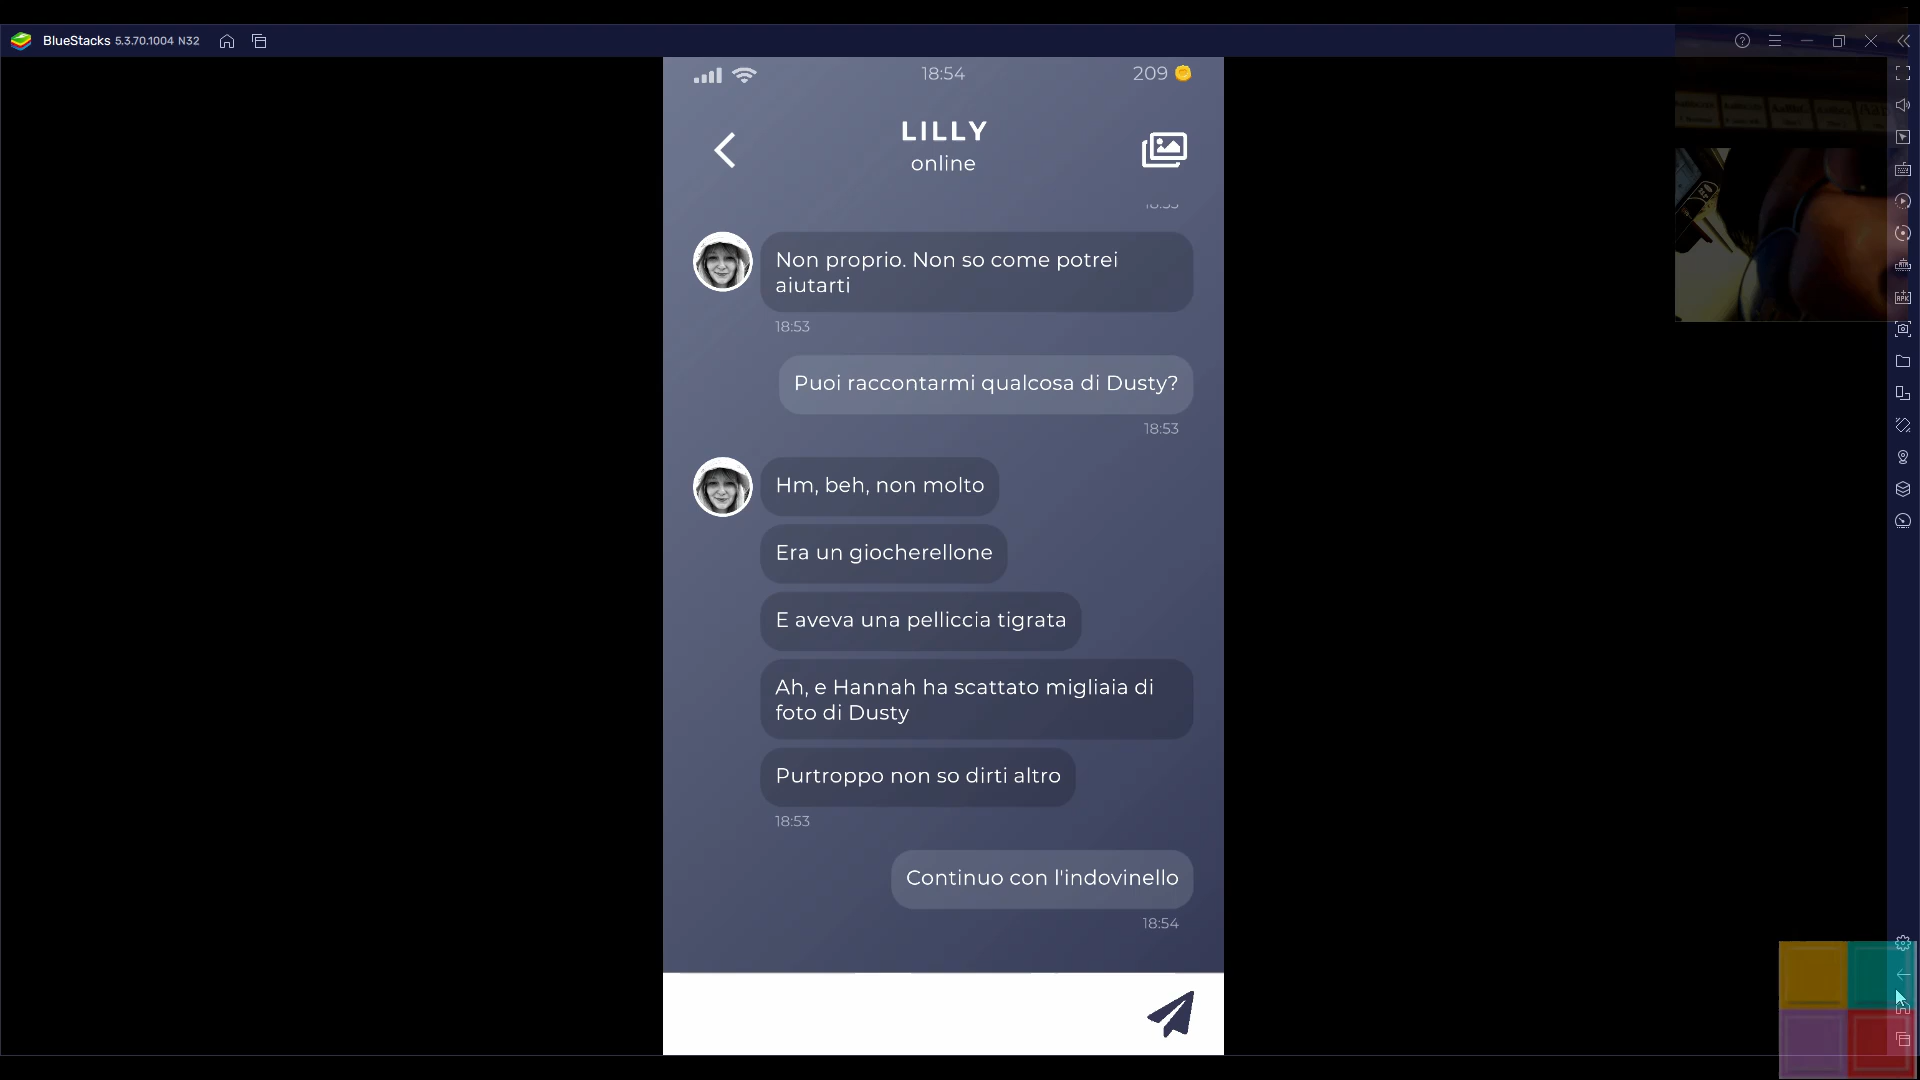 BlueStacks 5.3.70.1004 N32
18:54
209
LILLY
online
18:53
Non proprio. Non so come potrei
aiutarti
18:53
Puoi raccontarmi qualcosa di Dusty?
18:53
Hm, beh, non molto
Era un giocherellone
E aveva una pelliccia tigrata
Ah, e Hannah ha scattato migliaia di
foto di Dusty
Purtroppo non so dirti altro
18:53
Continuo con l'indovinello
18:54